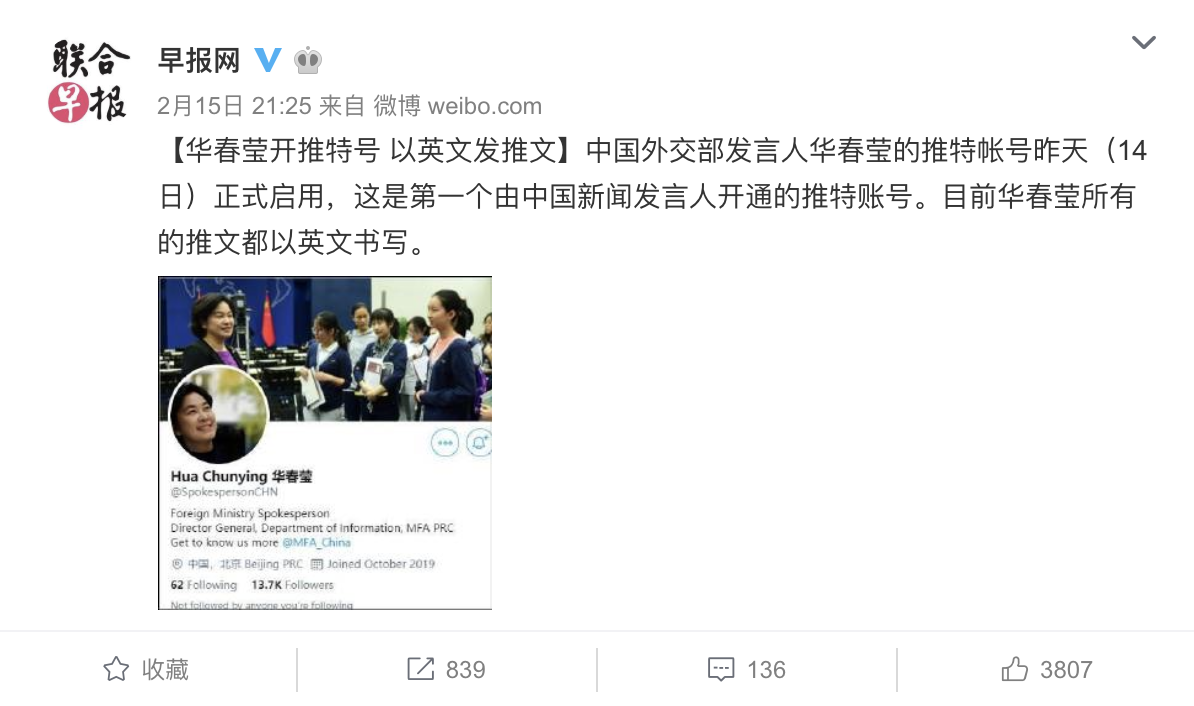 联合
早报
早报网
2月15日 21:25 来自 微博 weibo.com
【华春莹开推特号 以英文发推文】中国外交部发言人华春莹的推特帐号昨天（14
日）正式启用，这是第一个由中国新闻发言人开通的推特账号。目前华春莹所有
的推文都以英文书写。
Hua Chunying 华春莹
@SpokespersonCHN
Foreign Ministry Spokesperson
Director General, Department of Information, MFA PRC
Get to know us more @MFA_China
中国，北京 Beijing PRC Joined October 2019
62 Following 13.7K Followers
Not followed by anyone you're following
收藏 839 136 3807